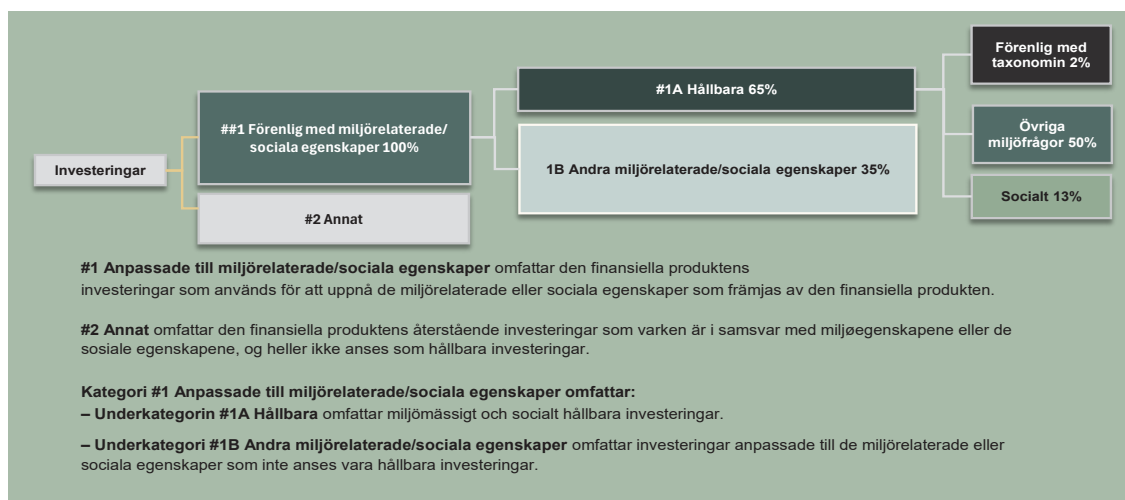 Investeringar
##1 Förenlig med miljörelaterade/
sociala egenskaper 100%
#2 Annat
#1A Hållbara 65%
1B Andra miljörelaterade/sociala egenskaper 35%
Förenlig med
taxonomin 2%
Övriga
miljöfrågor 50%
Socialt 13%
#1 Anpassade till miljörelaterade/sociala egenskaper omfattar den finansiella produktens
investeringar som används för att uppnå de miljörelaterade eller sociala egenskaper som främjas av den finansiella produkten.
#2 Annat omfattar den finansiella produktens återstående investeringar som varken är i samsvar med miljøegenskapene eller de
sosiale egenskapene, og heller ikke anses som hållbara investeringar.
Kategori #1 Anpassade till miljörelaterade/sociala egenskaper omfattar:
– Underkategorin #1A Hållbara omfattar miljömässigt och socialt hållbara investeringar.
– Underkategori #1B Andra miljörelaterade/sociala egenskaper omfattar investeringar anpassade till de miljörelaterade eller
sociala egenskaper som inte anses vara hållbara investeringar.